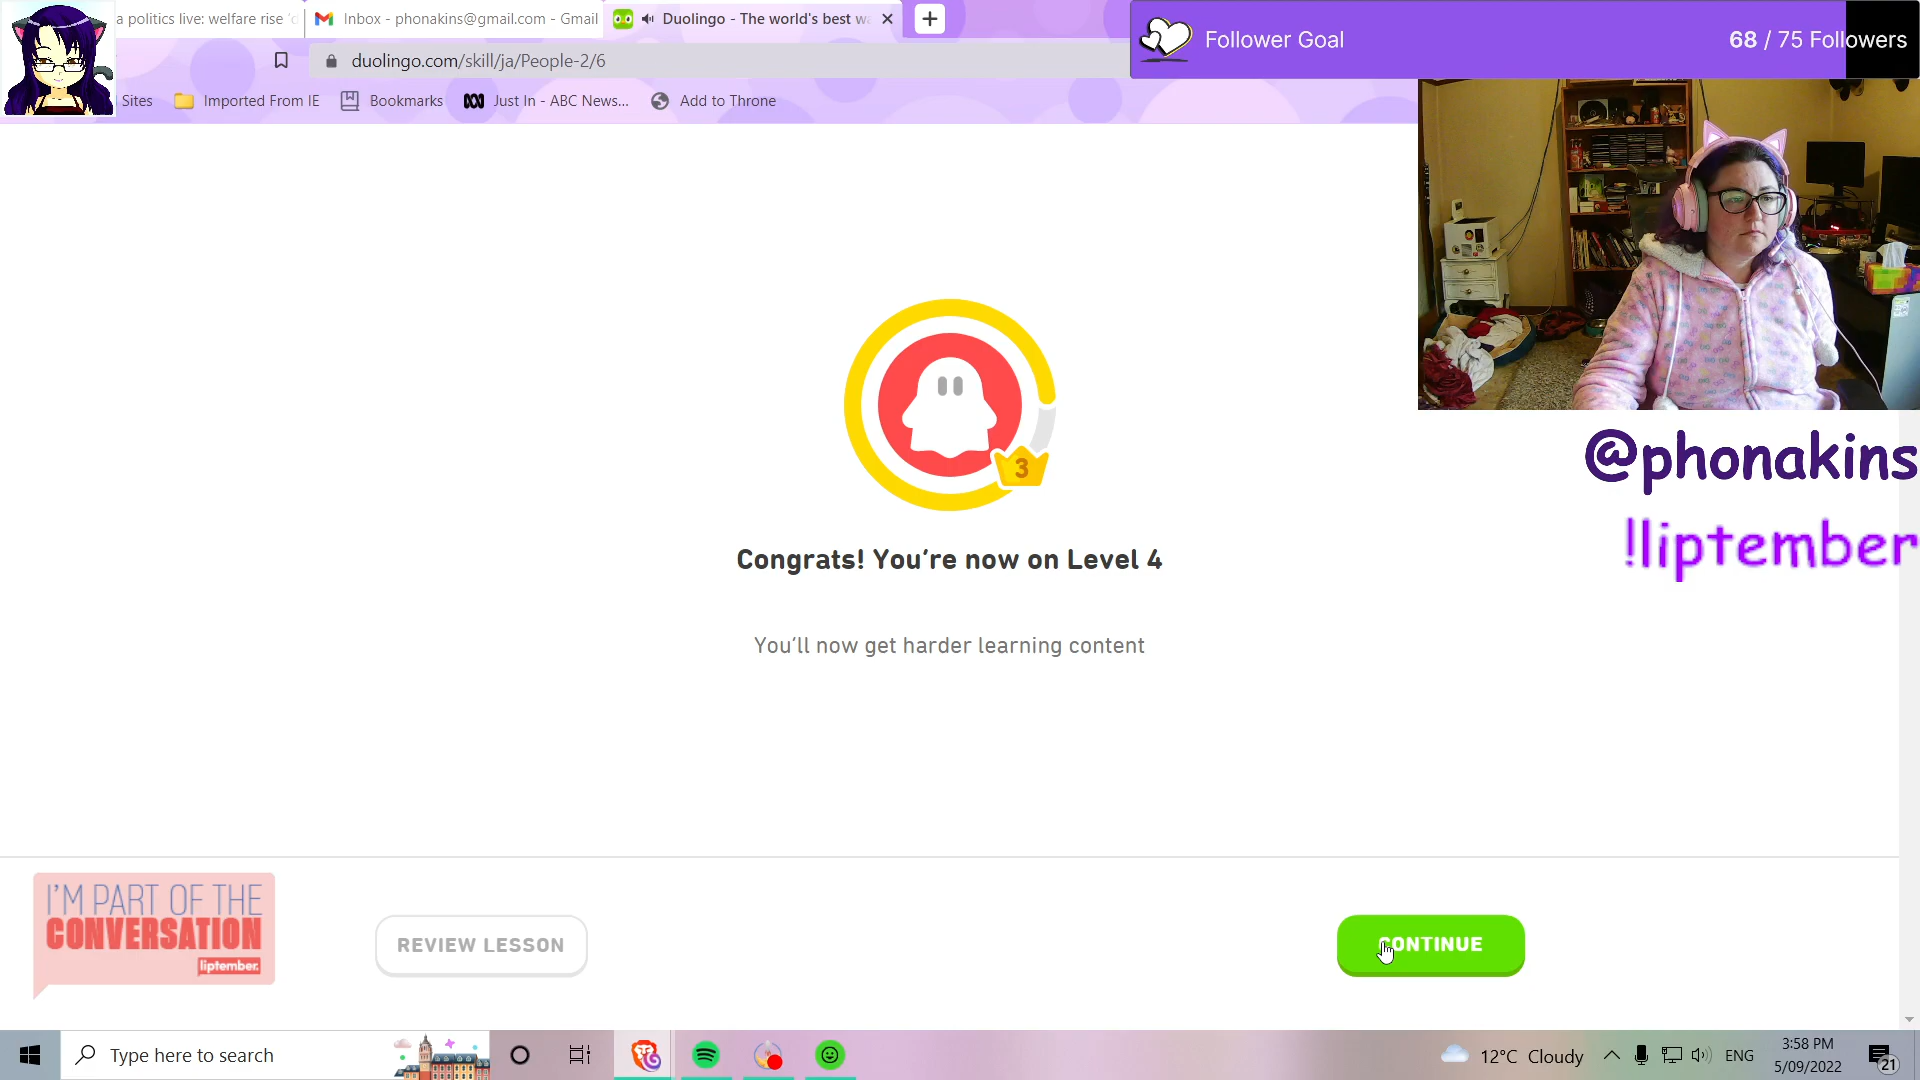 a politics live: welfare rise
Inbox - phonakins@gmail.com - Gmail
Duolingo - The world's best
Follower Goal
68 / 75 Followers
duolingo.com/skill/ja/People-2/6
Sites
Imported From IE
Bookmarks
Just In - ABC News...
Add to Throne
@phonakins
!liptember
3
Congrats! You're now on Level 4
You'll now get harder learning content
I'M PART OF THE
CONVERSATION
liptember.
REVIEW LESSON
CONTINUE
Type here to search
12°C Cloudy
ENG
3:58 PM
5/09/2022
21